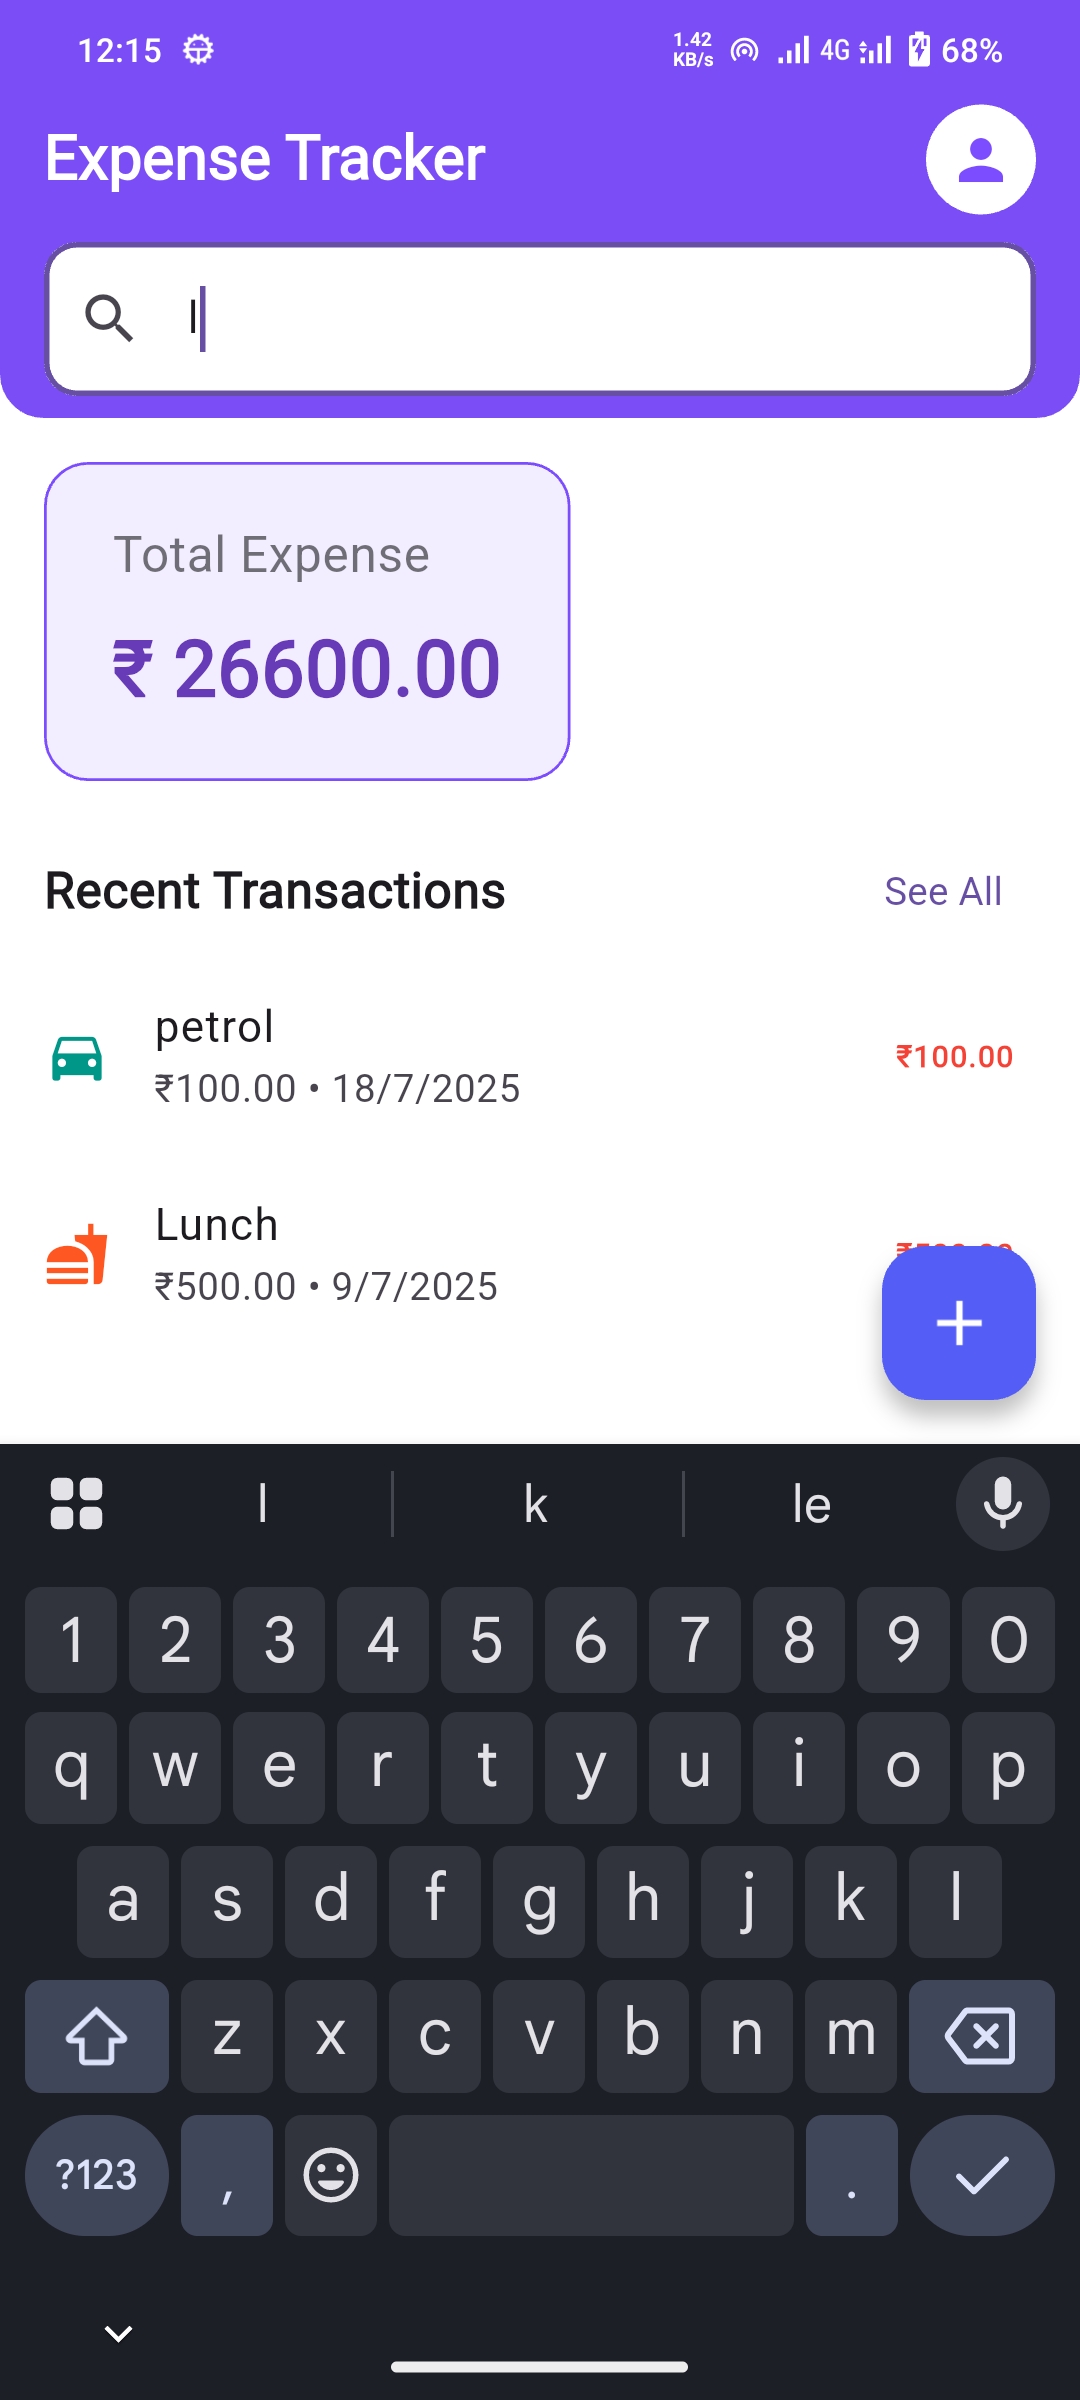 12:15 1.42 KB/s 4G 68%
Expense Tracker
l
Total Expense
₹ 26600.00
Recent Transactions See All
petrol
₹100.00 • 18/7/2025 ₹100.00
Lunch
₹500.00 • 9/7/2025
l k le
1 2 3 4 5 6 7 8 9 0
q w e r t y u i o p
a s d f g h j k l
z x c v b n m
?123 , .